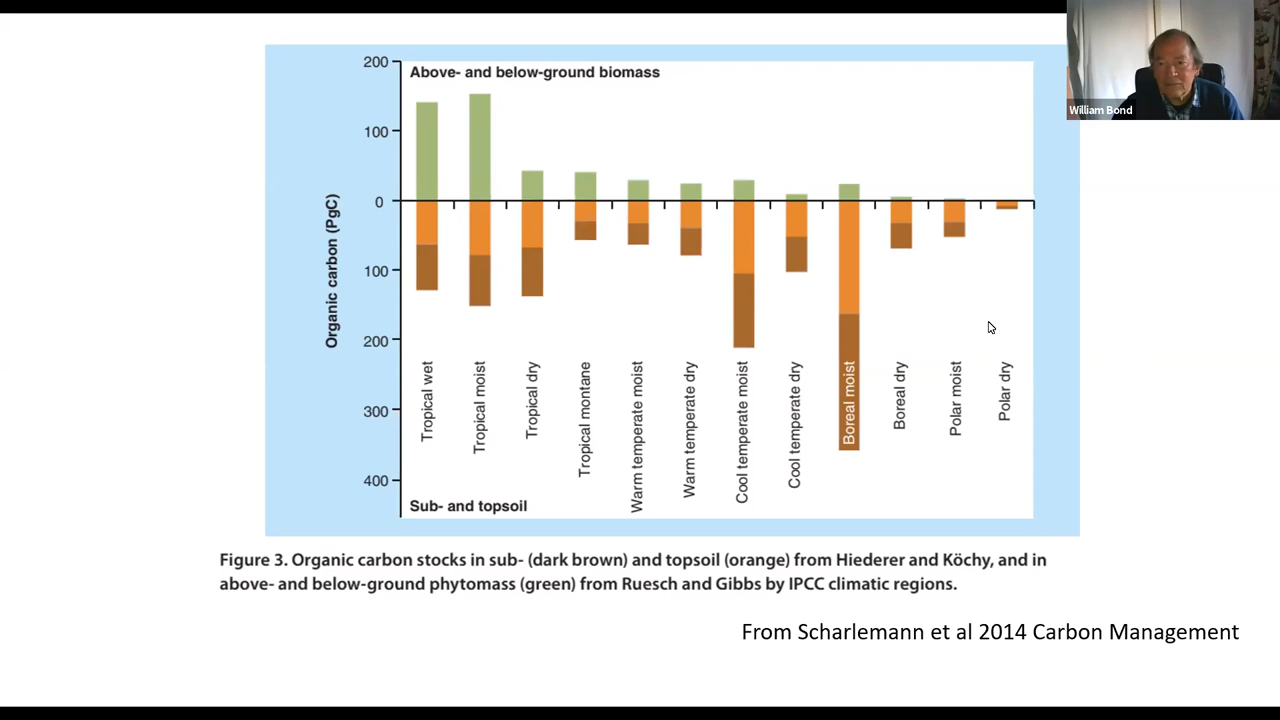 William Bond
Above- and below-ground biomass
200
100
0
100
200
300
400
Organic carbon (PgC)
Tropical wet
Tropical moist
Tropical dry
Tropical montane
Warm temperate moist
Warm temperate dry
Cool temperate moist
Cool temperate dry
Boreal moist
Boreal dry
Polar moist
Polar dry
Sub- and topsoil
Figure 3. Organic carbon stocks in sub- (dark brown) and topsoil (orange) from Hiederer and Köchy, and in
above- and below-ground phytomass (green) from Ruesch and Gibbs by IPCC climatic regions.
From Scharlemann et al 2014 Carbon Management